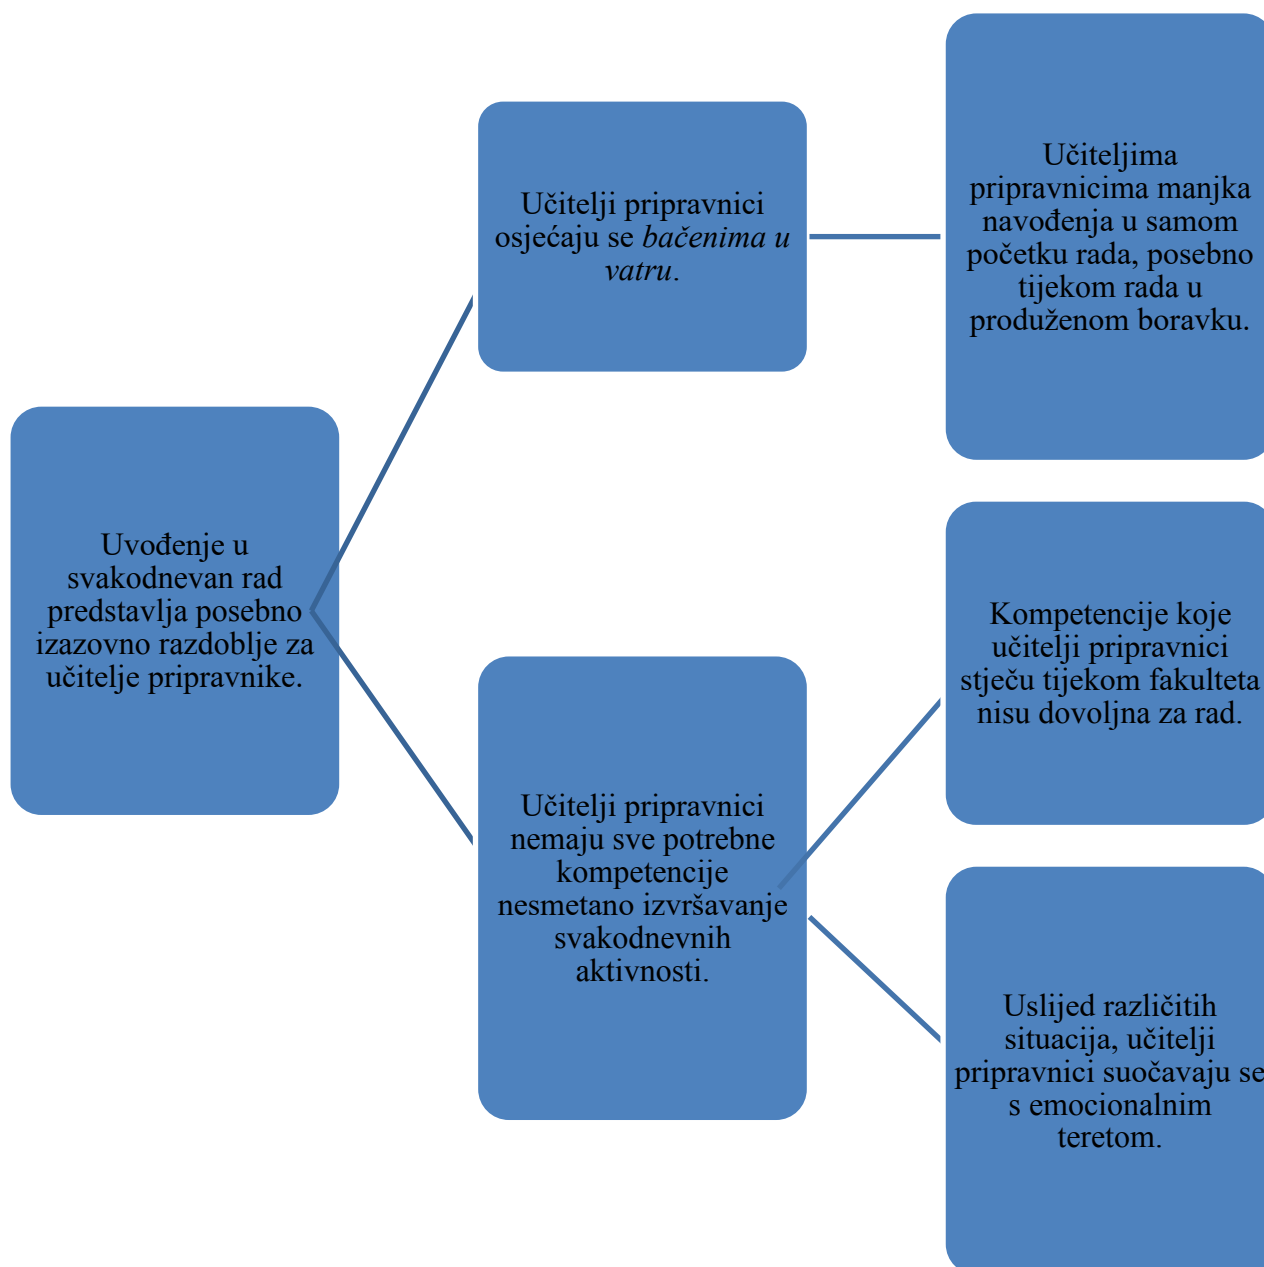 Učiteljima
pripravnicima manjka
navođenja u samom
početku rada, posebno
tijekom rada u
produženom boravku.
Učitelji pripravnici
osjećaju se bačenima u
vatru.
Uvođenje u
svakodnevan rad
predstavlja posebno
izazovno razdoblje za
učitelje pripravnike.
Kompetencije koje
učitelji pripravnici
stječu tijekom fakulteta
nisu dovoljna za rad.
Učitelji pripravnici
nemaju sve potrebne
kompetencije
nesmetano izvršavanje
svakodnevnih
aktivnosti.
Uslijed različitih
situacija, učitelji
pripravnici suočavaju se
s emocionalnim
teretom.